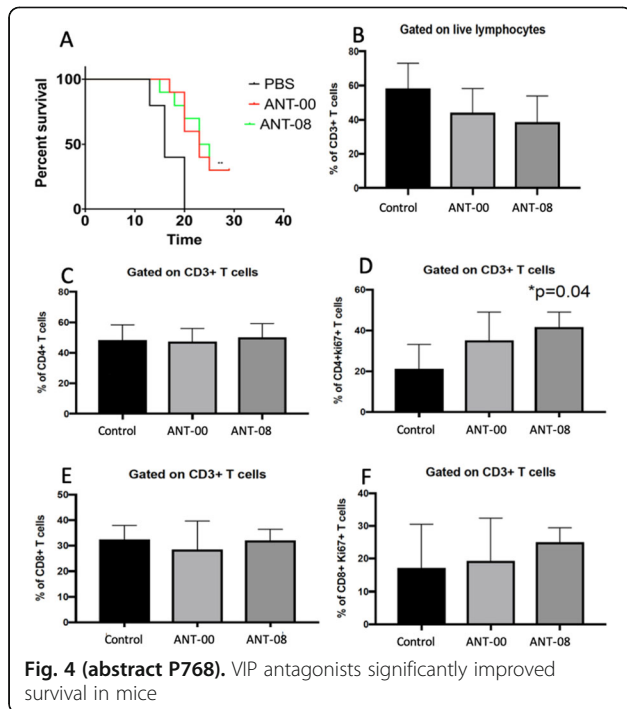 A
100
50
0
Percent survival
0 10 20 30 40
Time
PBS
ANT-00
ANT-08
**
B
Gated on live lymphocytes
80
60
40
20
0
% of CD3+ T cells
Control ANT-00 ANT-08
C
Gated on CD3+ T cells
80
60
40
20
0
% of CD4+ T cells
Control ANT-00 ANT-08
D
Gated on CD3+ T cells
*p=0.04
60
40
20
0
% of CD4+ki67+ T cells
Control ANT-00 ANT-08
E
Gated on CD3+ T cells
50
40
30
20
10
0
% of CD8+ T cells
Control ANT-00 ANT-08
F
Gated on CD3+ T cells
40
30
20
10
0
% of CD8+ Ki67+ T cells
Control ANT-00 ANT-08
Fig. 4 (abstract P768). VIP antagonists significantly improved
survival in mice